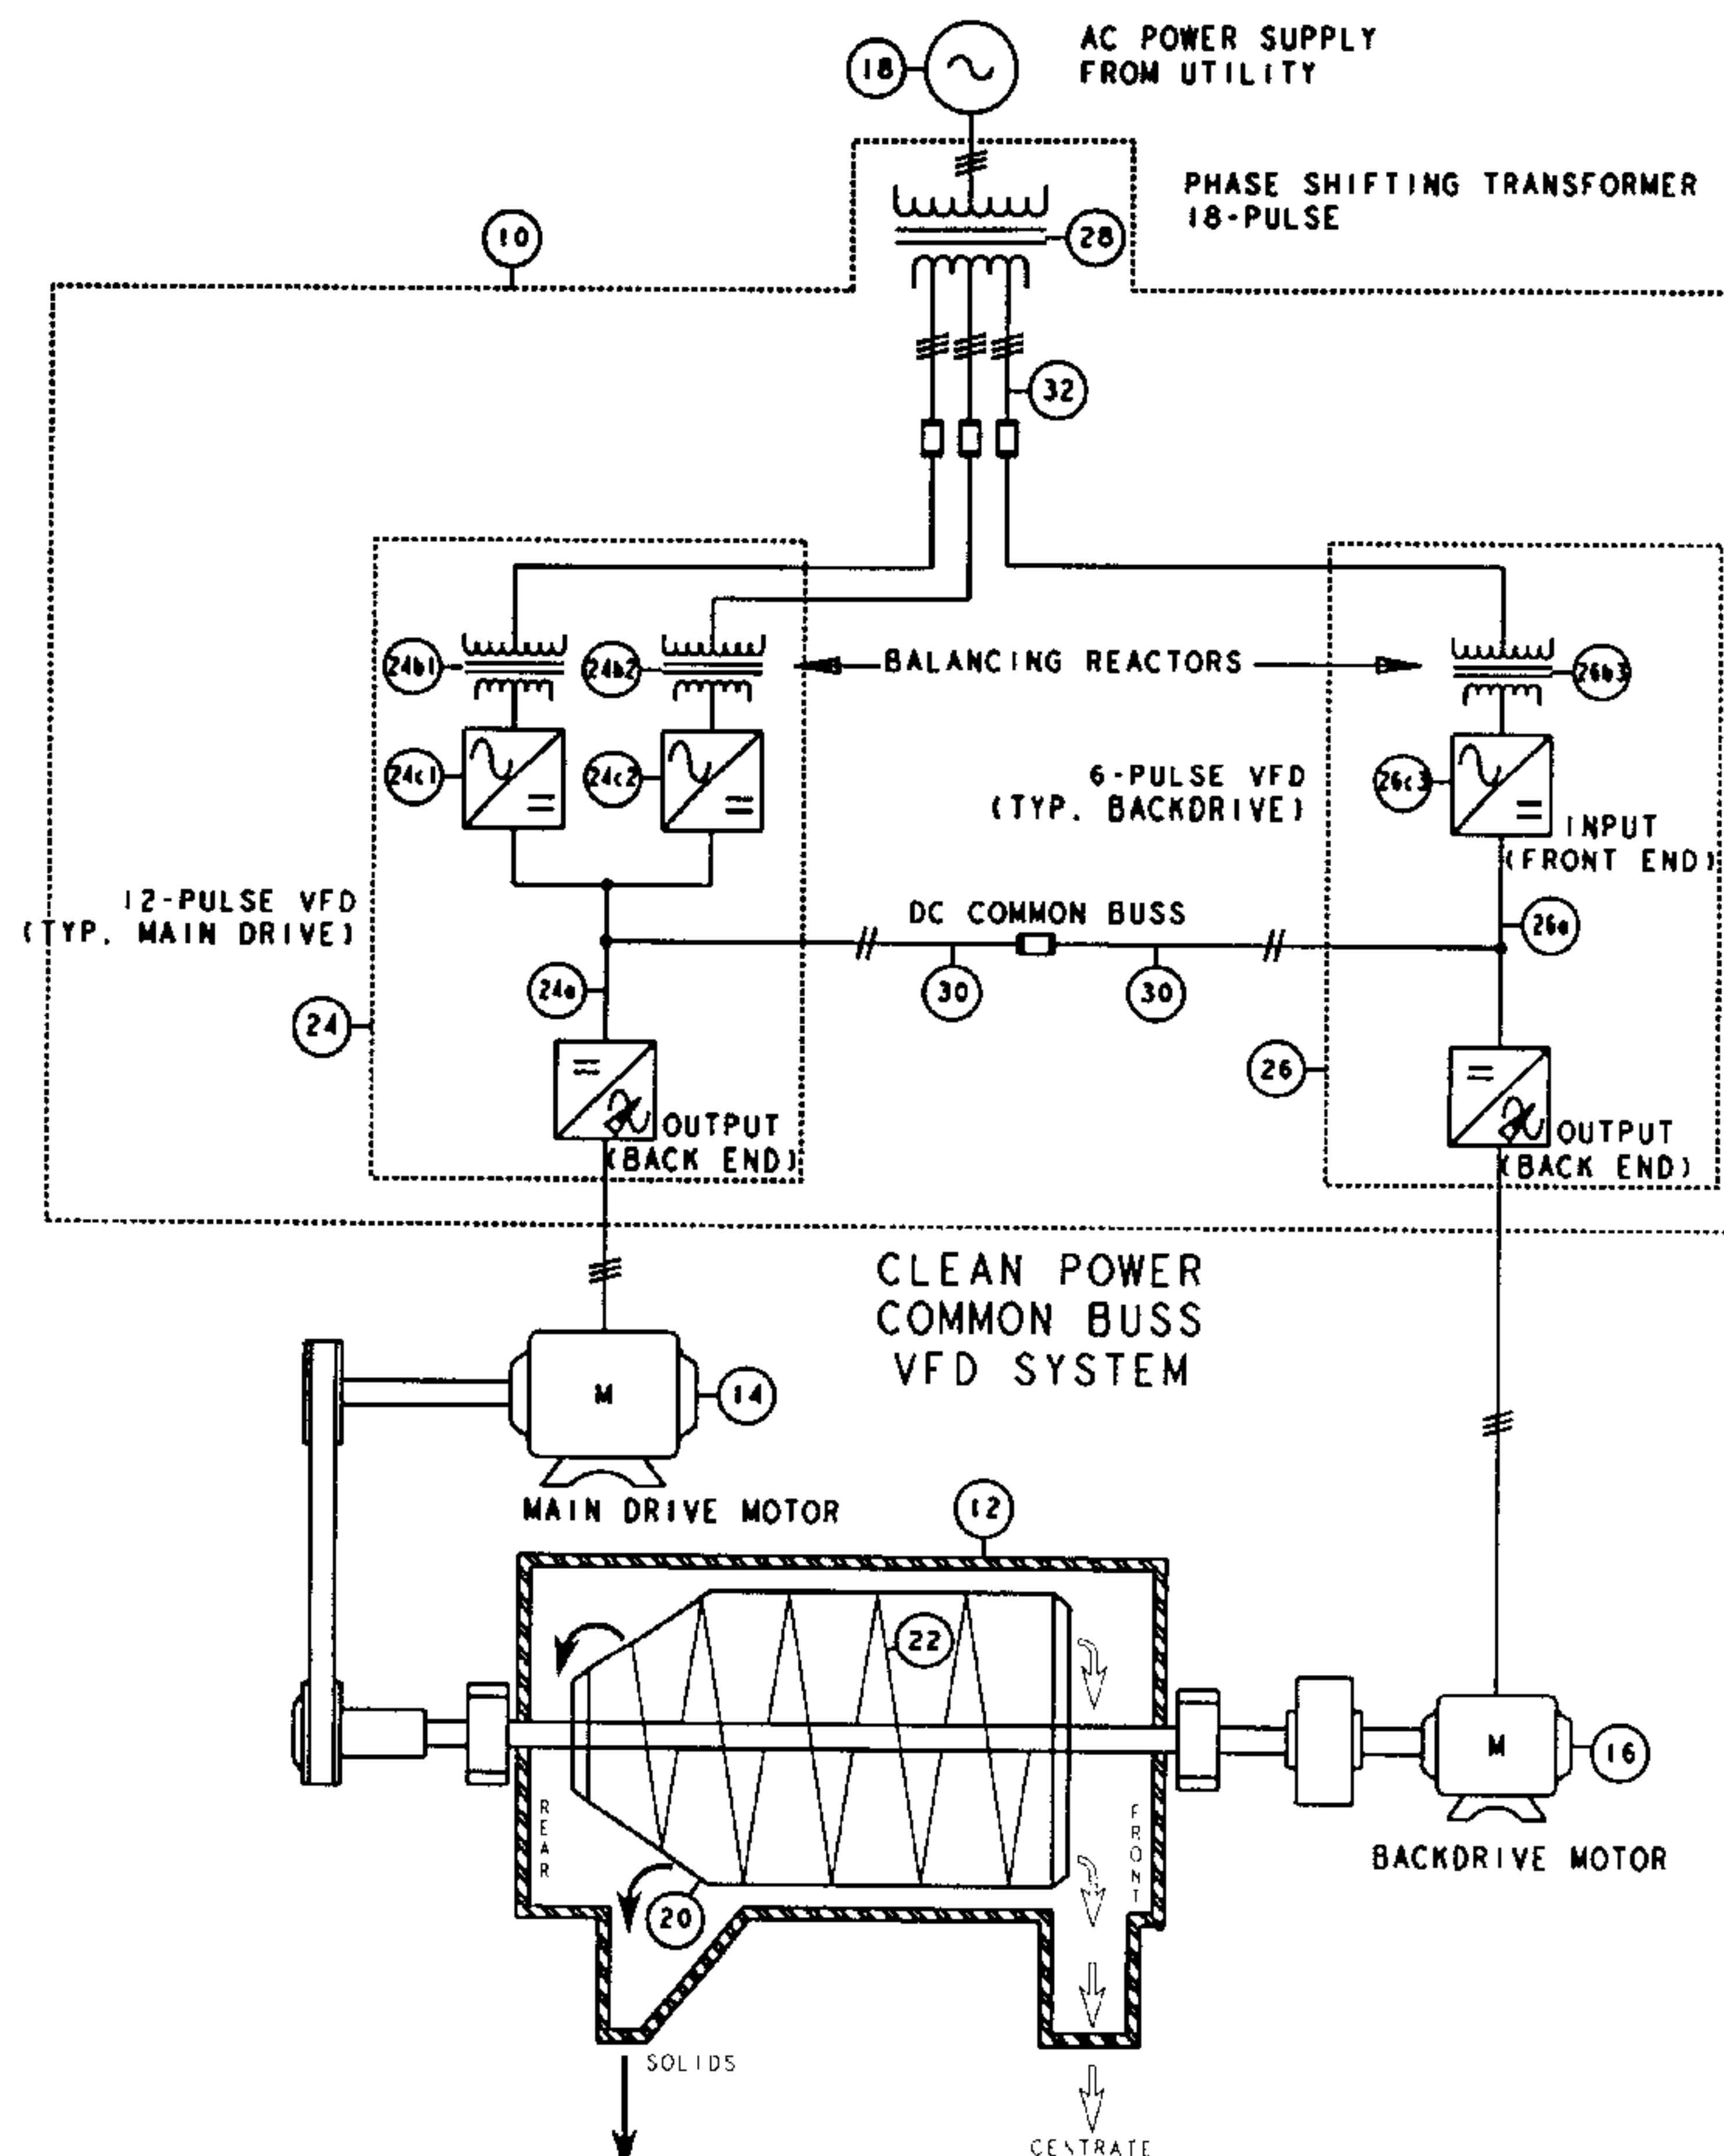 18
AC POWER SUPPLY
FROM UTILITY
PHASE SHIFTING TRANSFORMER
18-PULSE
10
28
32
24b1
24b2
BALANCING REACTORS
26b3
24c1
24c2
6-PULSE VFD
(TYP. BACKDRIVE)
26c3
INPUT
(FRONT END)
12-PULSE VFD
(TYP. MAIN DRIVE)
DC COMMON BUSS
26a
24a
30
30
24
26
OUTPUT
(BACK END)
OUTPUT
(BACK END)
CLEAN POWER
COMMON BUSS
VFD SYSTEM
M
14
MAIN DRIVE MOTOR
12
22
M
16
REAR
FRONT
BACKDRIVE MOTOR
20
SOLIDS
CENTRATE